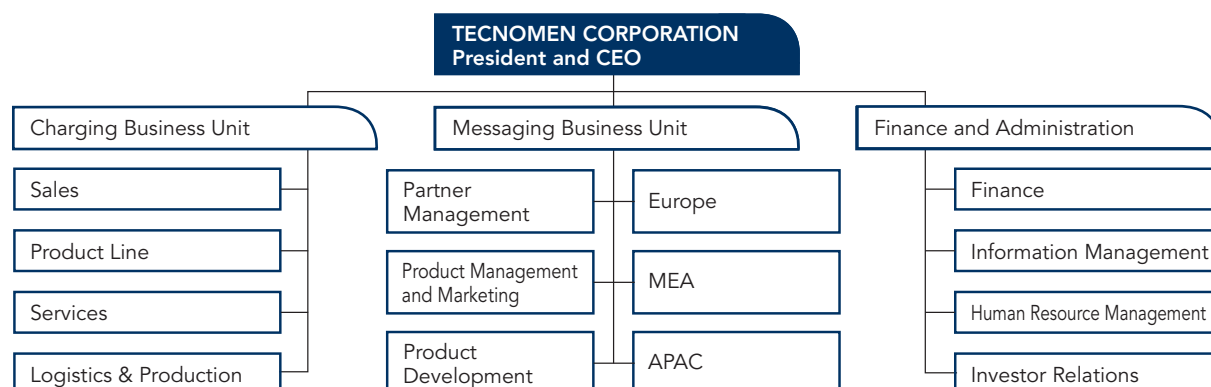 TECNOMEN CORPORATION
President and CEO
Charging Business Unit
Messaging Business Unit
Finance and Administration
Sales
Product Line
Services
Logistics & Production
Partner
Management
Product Management
and Marketing
Product
Development
Europe
MEA
APAC
Finance
Information Management
Human Resource Management
Investor Relations